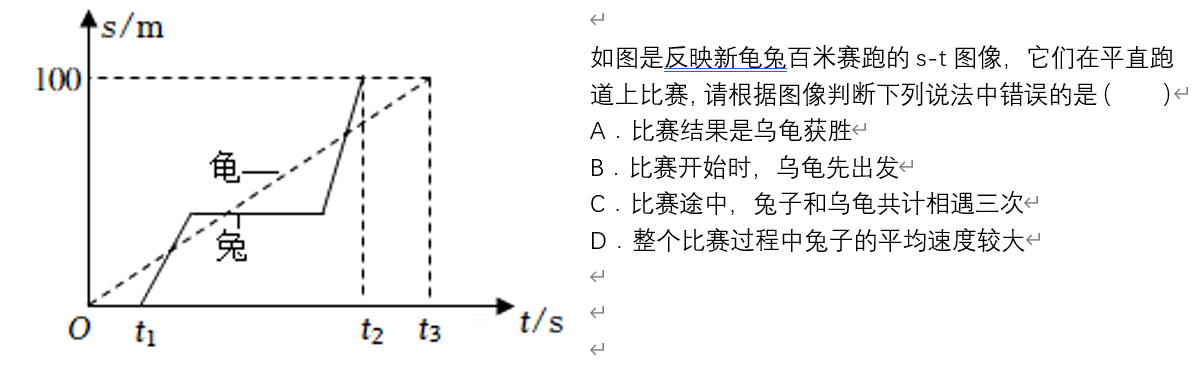 s/m
100
龟
兔
O
t1
t2
t3
t/s
如图是反映新龟兔百米赛跑的 s-t 图像，它们在平直跑
道上比赛，请根据图像判断下列说法中错误的是（　　）
A．比赛结果是乌龟获胜
B．比赛开始时，乌龟先出发
C．比赛途中，兔子和乌龟共计相遇三次
D．整个比赛过程中兔子的平均速度较大